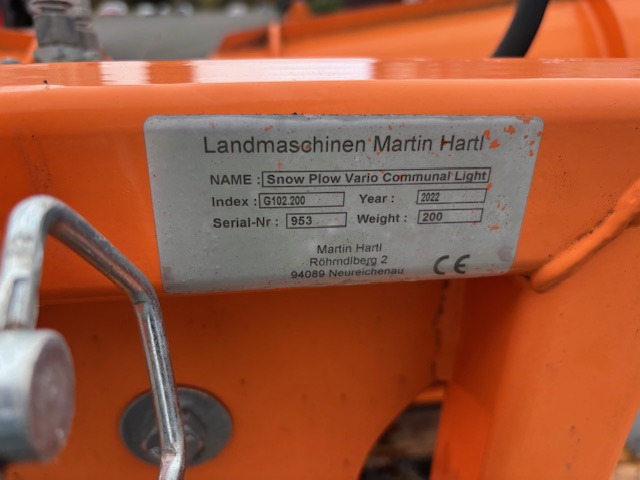 Landmaschinen Martin Hartl
NAME : Snow Plow Vario Communal Light
Index : G102.200 Year : 2022
Serial-Nr : 953 Weight : 200
Martin Hartl
Röhrndlberg 2
94089 Neureichenau
CE